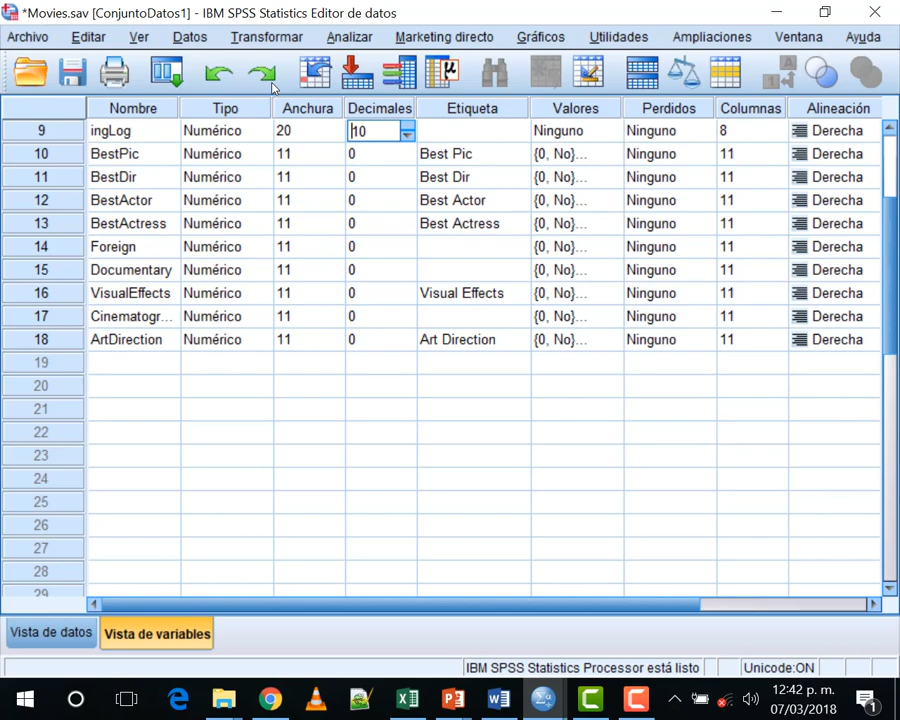 *Movies.sav [ConjuntoDatos1] - IBM SPSS Statistics Editor de datos
Archivo Editar Ver Datos Transformar Analizar Marketing directo Gráficos Utilidades Ampliaciones Ventana Ayuda
Nombre Tipo Anchura Decimales Etiqueta Valores Perdidos Columnas Alineación
9 ingLog Numérico 20 10 Ninguno Ninguno 8 Derecha
10 BestPic Numérico 11 0 Best Pic {0, No}... Ninguno 11 Derecha
11 BestDir Numérico 11 0 Best Dir {0, No}... Ninguno 11 Derecha
12 BestActor Numérico 11 0 Best Actor {0, No}... Ninguno 11 Derecha
13 BestActress Numérico 11 0 Best Actress {0, No}... Ninguno 11 Derecha
14 Foreign Numérico 11 0 {0, No}... Ninguno 11 Derecha
15 Documentary Numérico 11 0 {0, No}... Ninguno 11 Derecha
16 VisualEffects Numérico 11 0 Visual Effects {0, No}... Ninguno 11 Derecha
17 Cinematogr... Numérico 11 0 {0, No}... Ninguno 11 Derecha
18 ArtDirection Numérico 11 0 Art Direction {0, No}... Ninguno 11 Derecha
19
20
21
22
23
24
25
26
27
28
29
Vista de datos Vista de variables
IBM SPSS Statistics Processor está listo Unicode:ON
12:42 p. m.
07/03/2018
1